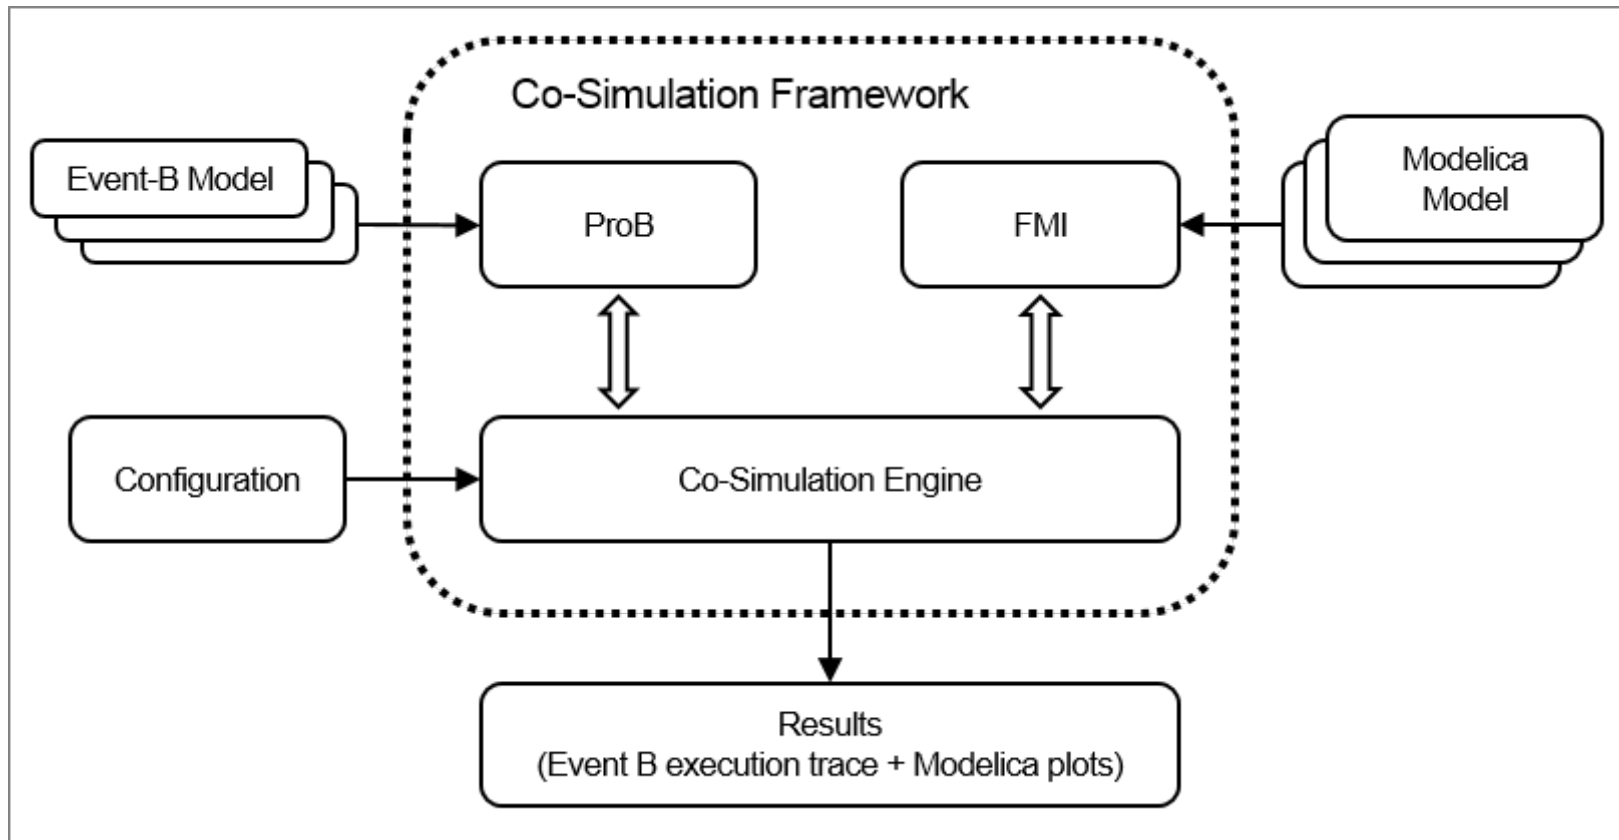 Co-Simulation Framework
Event-B Model
ProB
FMI
Modelica
Model
Configuration
Co-Simulation Engine
Results
(Event B execution trace + Modelica plots)